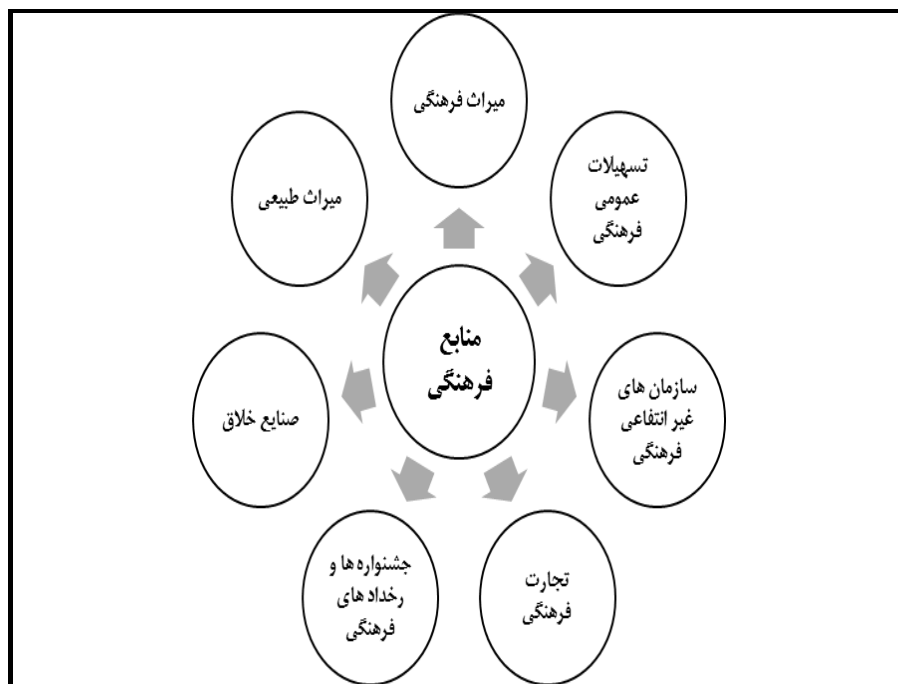 میراث فرهنگی
تسهیلات
عمومی
فرهنگی
میراث طبیعی
منابع
فرهنگی
سازمان های
غیر انتفاعی
فرهنگی
صنایع خلاق
تجارت
فرهنگی
جشنواره ها و
رخداد های
فرهنگی